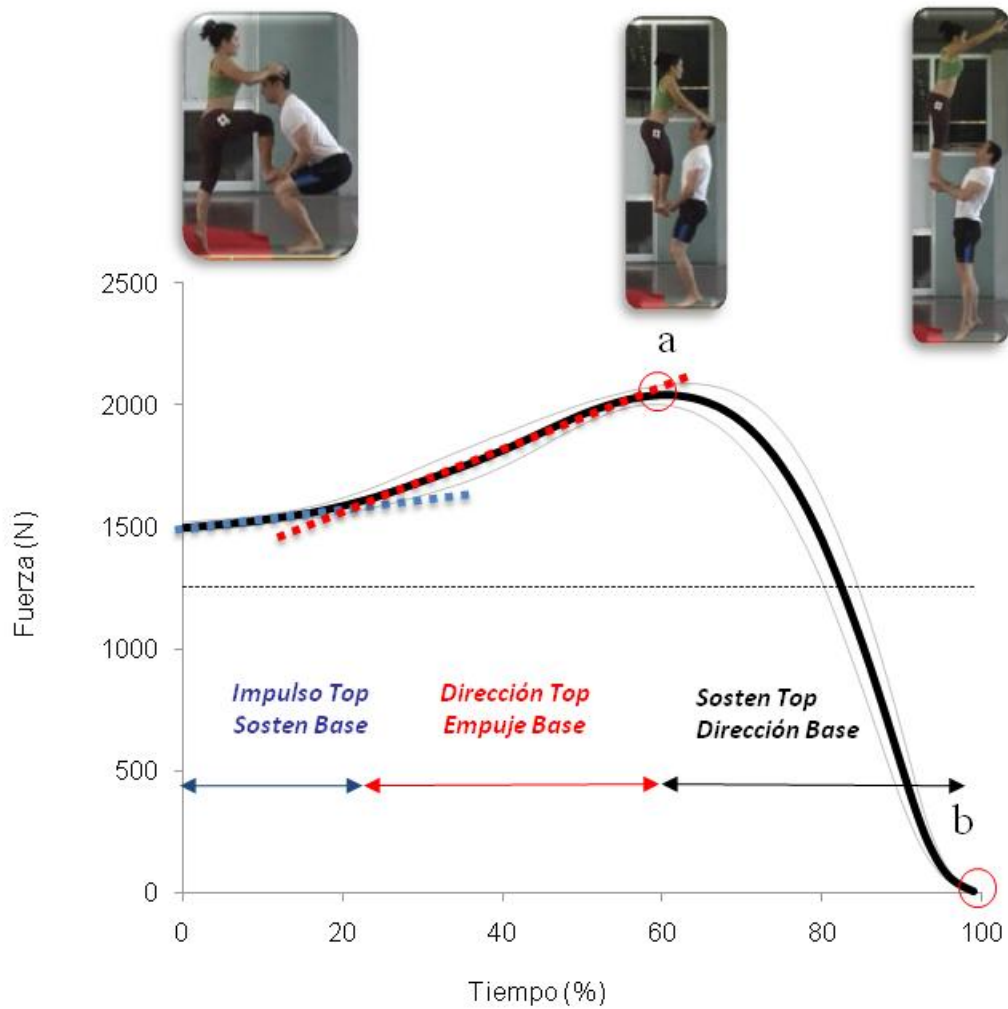 a
2500
2000
1500
1000
500
0
Fuerza (N)
Impulso Top
Sosten Base
Dirección Top
Empuje Base
Sosten Top
Dirección Base
b
0
20
40
60
80
100
Tiempo (%)